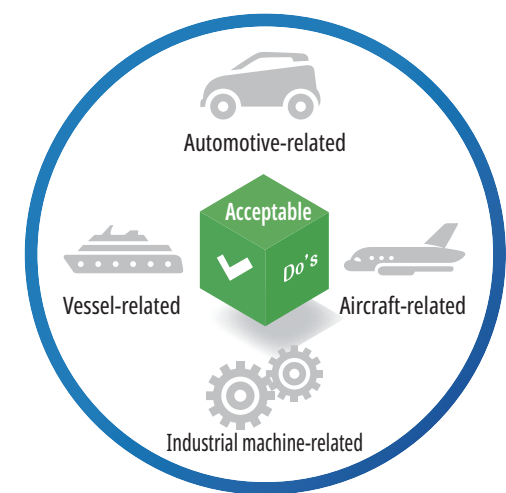 Automotive-related
Acceptable
Do's
Vessel-related
Aircraft-related
Industrial machine-related